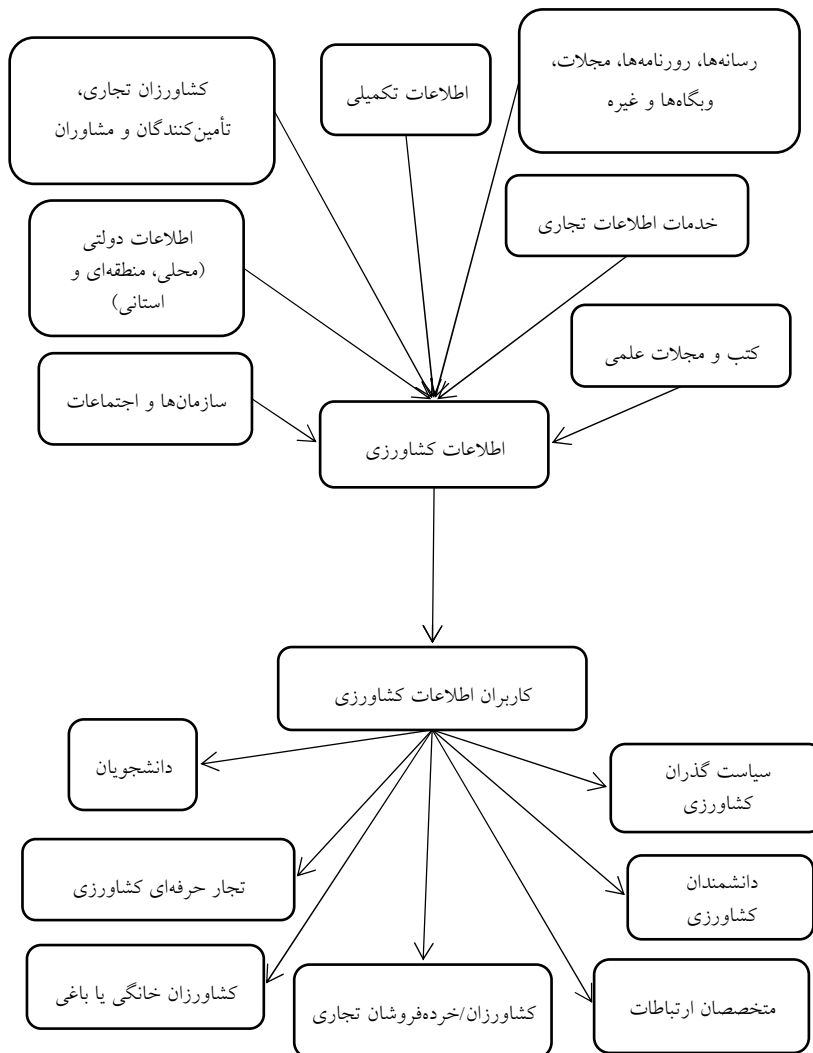 رسانه‌ها، رورنامه‌ها، مجلات،
وبگاه‌ها و غیره
اطلاعات تکمیلی
کشاورزان تجاری،
تأمین‌کنندگان و مشاوران
خدمات اطلاعات تجاری
اطلاعات دولتی
(محلی، منطقه‌ای و
استانی)
کتب و مجلات علمی
سازمان‌ها و اجتماعات
اطلاعات کشاورزی
کاربران اطلاعات کشاورزی
سیاست گذران
کشاورزی
دانشجویان
دانشمندان
کشاورزی
تجار حرفه‌ای کشاورزی
متخصصان ارتباطات
کشاورزان/خرده‌فروشان تجاری
کشاورزان خانگی یا باغی